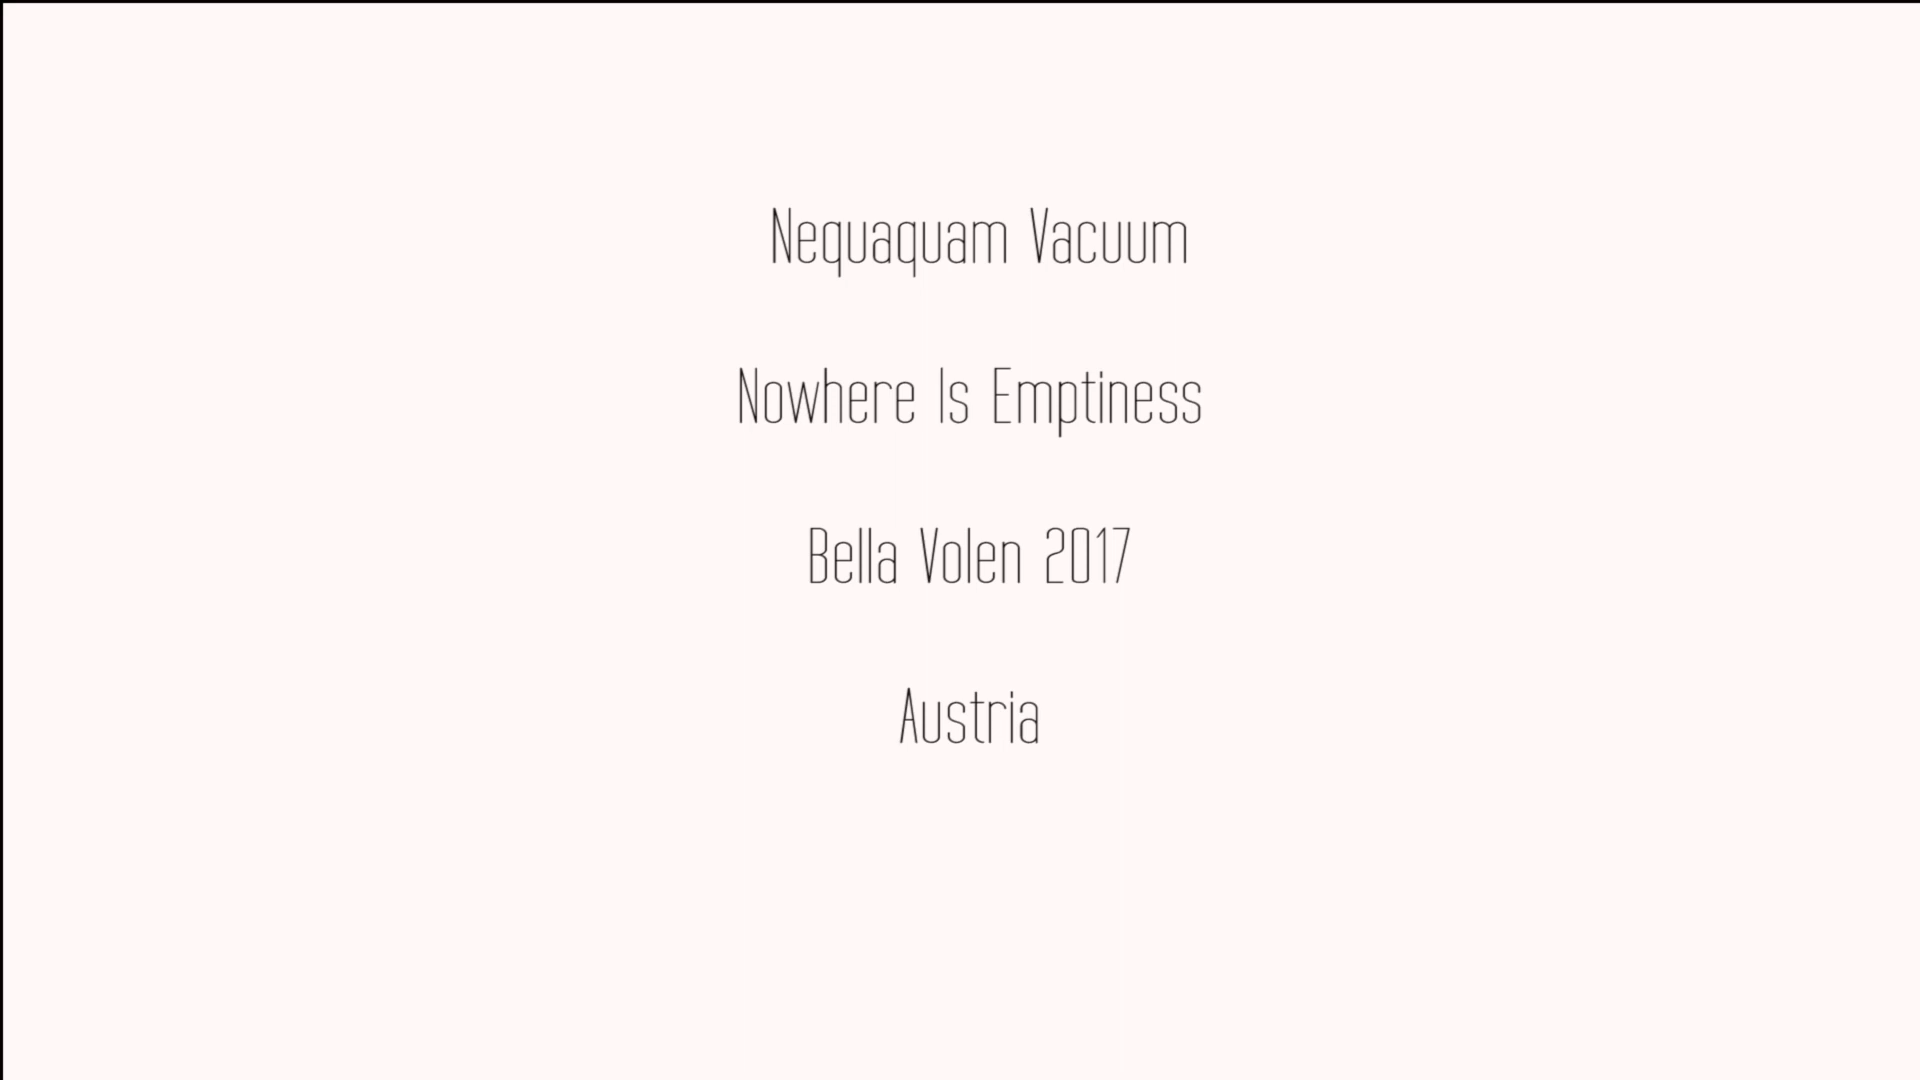 Nequaquam Vacuum
Nowhere Is Emptiness
Bella Volen 2017
Austria